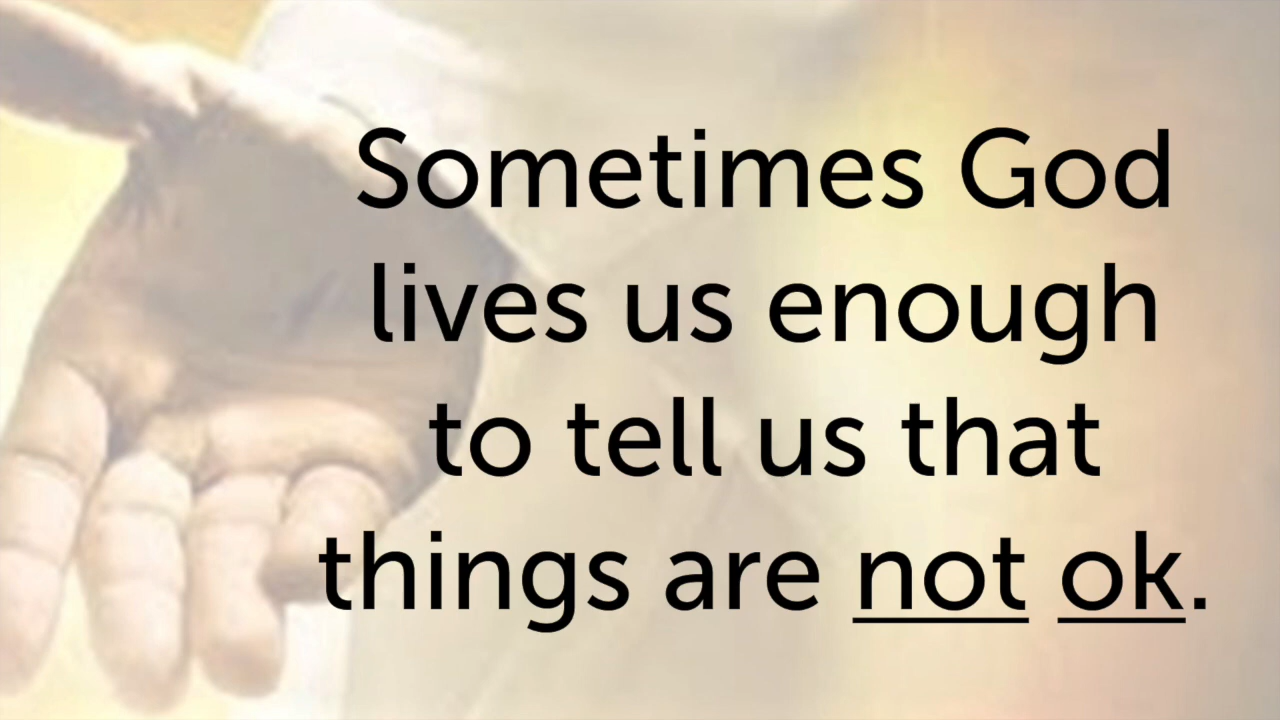 Sometimes God
lives us enough
to tell us that
things are not ok.